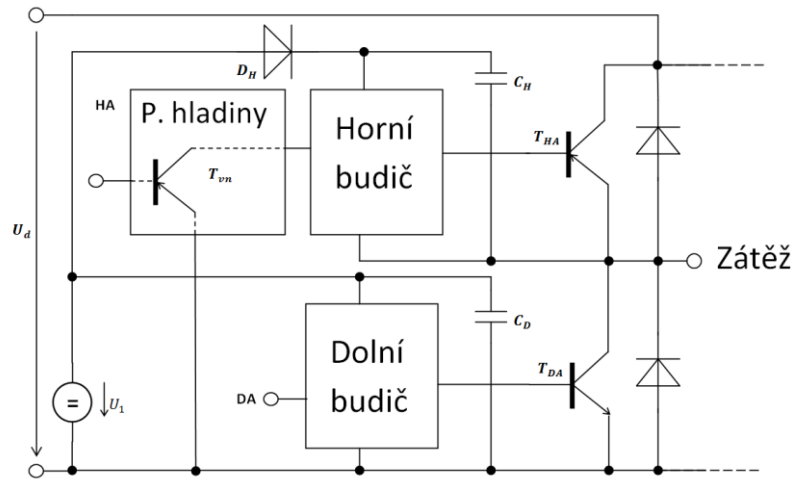 D_H
C_H
HA
P. hladiny
Horní
budič
T_HA
T_vn
U_d
Zátěž
C_D
Dolní
budič
T_DA
DA
=
U_1